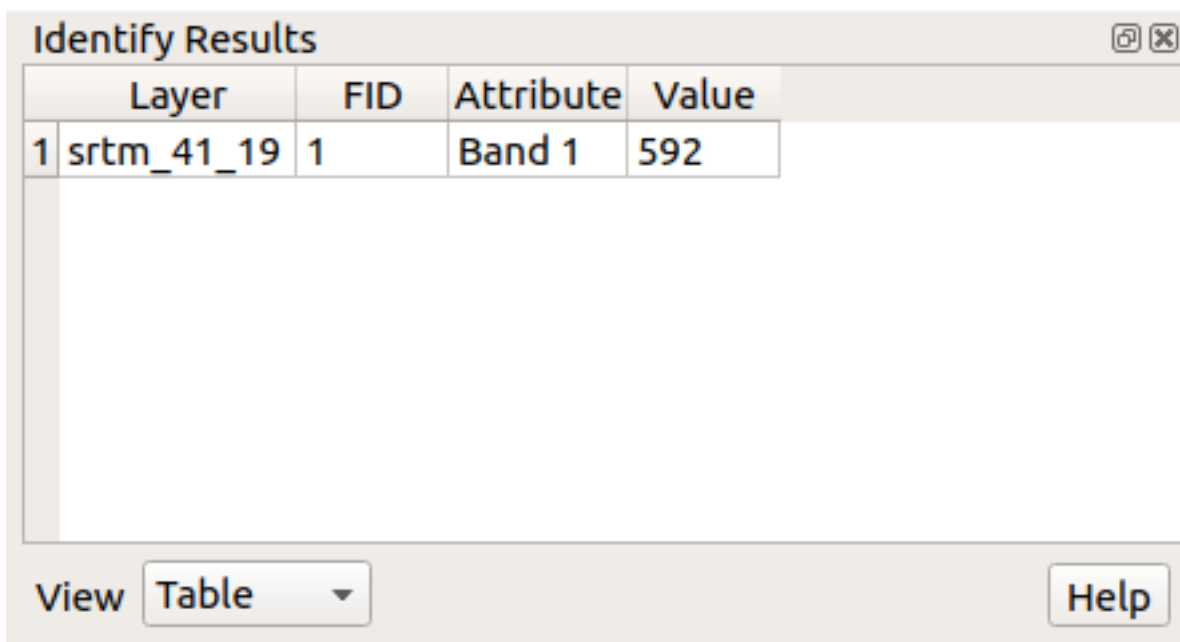 Identify Results
Layer FID Attribute Value
1 srtm_41_19 1 Band 1 592
View Table Help